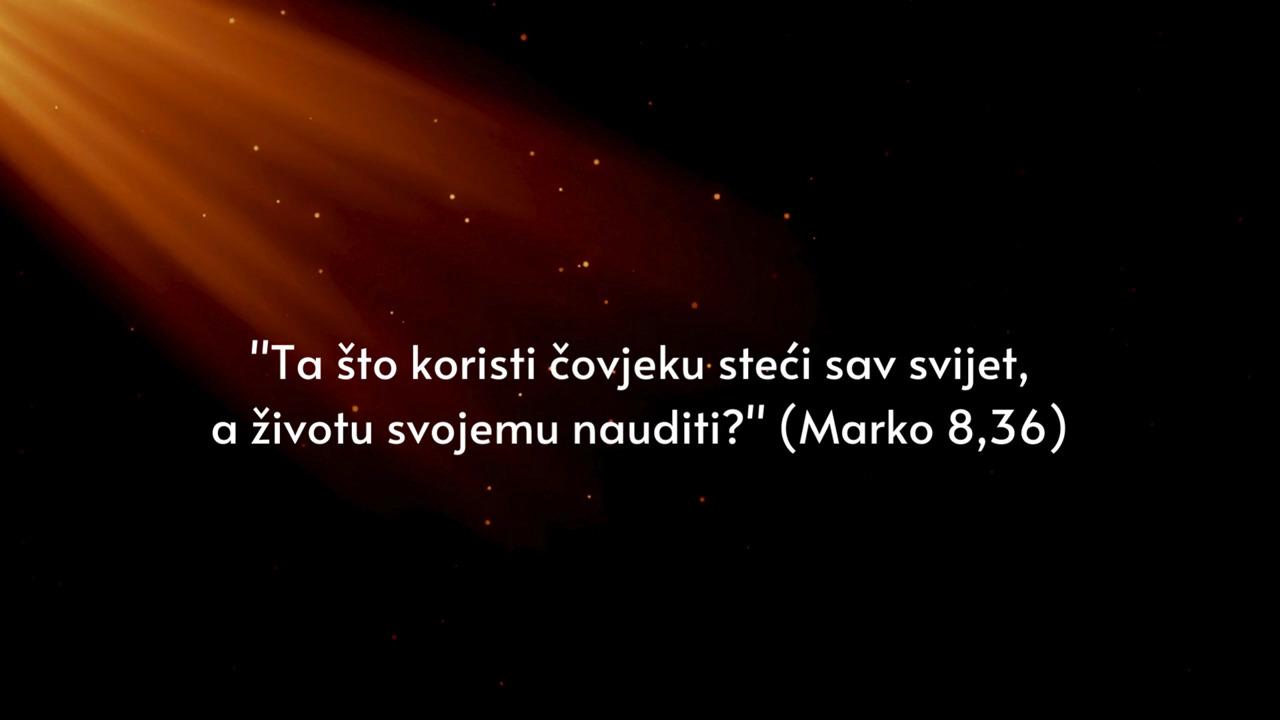 "Ta što koristi čovjeku steći sav svijet,
a životu svojemu nauditi?" (Marko 8,36)